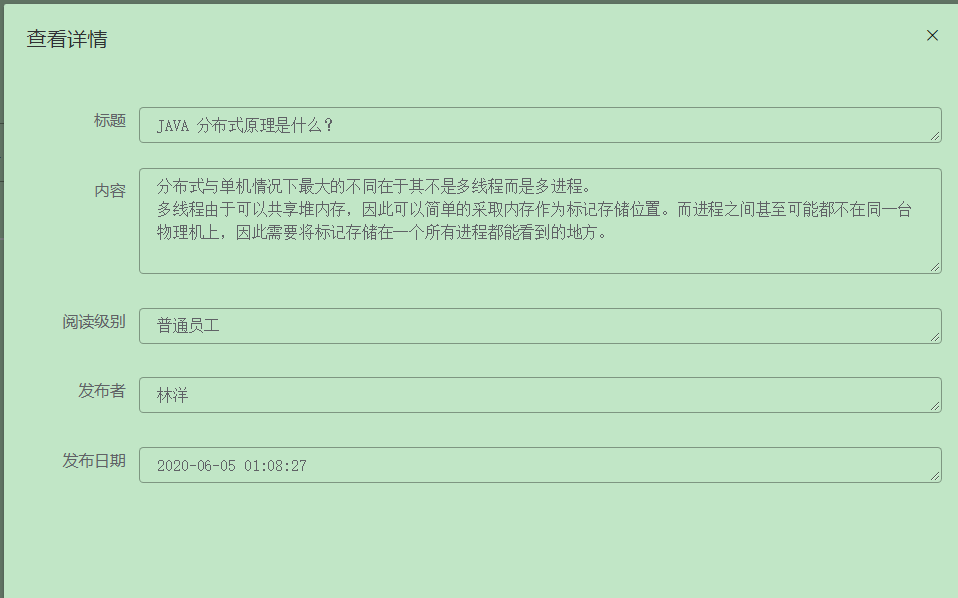 查看详情
标题
JAVA 分布式原理是什么？
内容
分布式与单机情况下最大的不同在于其不是多线程而是多进程。
多线程由于可以共享堆内存，因此可以简单的采取内存作为标记存储位置。而进程之间甚至可能都不在同一台
物理机上，因此需要将标记存储在一个所有进程都能看到的地方。
阅读级别
普通员工
发布者
林洋
发布日期
2020-06-05 01:08:27